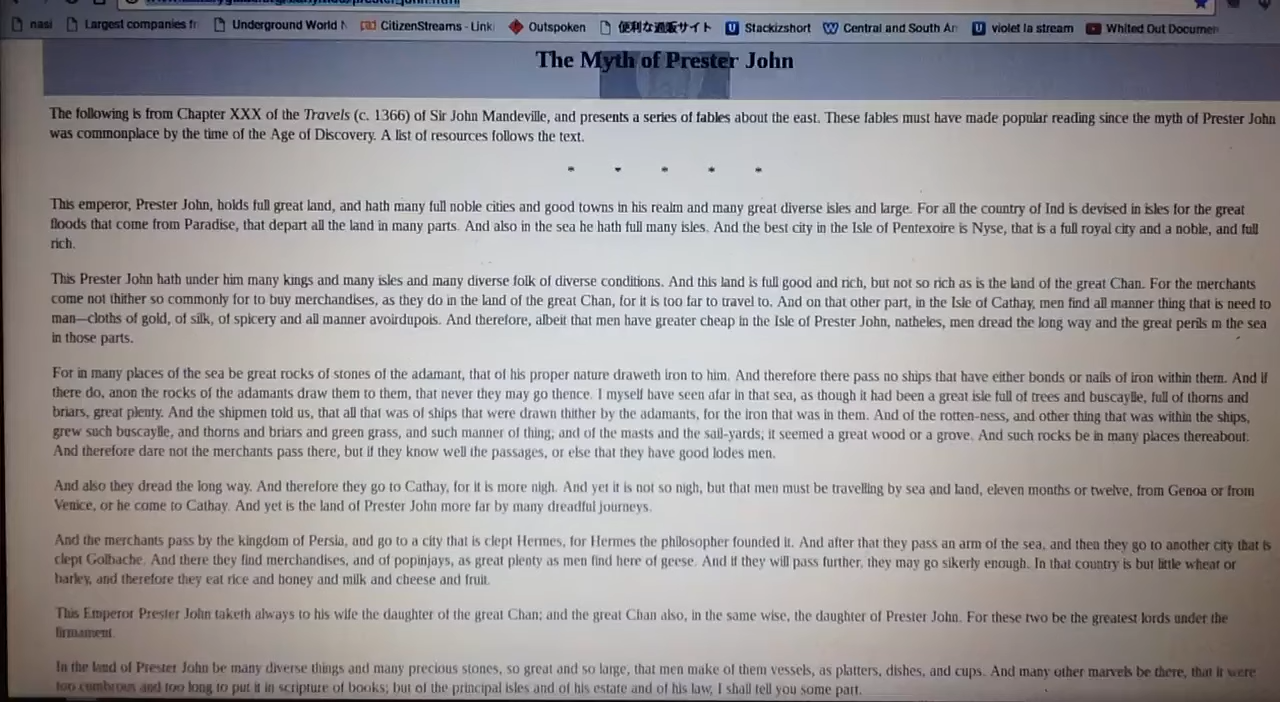 nasi Largest companies fr Underground World N CitizenStreams - Link Outspoken 便利な通販サイト Stackizshort Central and South Am violet la stream Whited Out Documen
The Myth of Prester John
The following is from Chapter XXX of the Travels (c. 1366) of Sir John Mandeville, and presents a series of fables about the east. These fables must have made popular reading since the myth of Prester John
was commonplace by the time of the Age of Discovery. A list of resources follows the text.
* * * * *
This emperor, Prester John, holds full great land, and hath many full noble cities and good towns in his realm and many great diverse isles and large. For all the country of Ind is devised in isles for the great
floods that come from Paradise, that depart all the land in many parts. And also in the sea he hath full many isles. And the best city in the Isle of Pentexoire is Nyse, that is a full royal city and a noble, and full
rich.
This Prester John hath under him many kings and many isles and many diverse folk of diverse conditions. And this land is full good and rich, but not so rich as is the land of the great Chan. For the merchants
come not thither so commonly for to buy merchandises, as they do in the land of the great Chan, for it is too far to travel to. And on that other part, in the Isle of Cathay, men find all manner thing that is need to
man—cloths of gold, of silk, of spicery and all manner avoirdupois. And therefore, albeit that men have greater cheap in the Isle of Prester John, natheles, men dread the long way and the great perils m the sea
in those parts.
For in many places of the sea be great rocks of stones of the adamant, that of his proper nature draweth iron to him. And therefore there pass no ships that have either bonds or nails of iron within them. And if
there do, anon the rocks of the adamants draw them to them, that never they may go thence. I myself have seen afar in that sea, as though it had been a great isle full of trees and buscaylle, full of thorns and
briars, great plenty. And the shipmen told us, that all that was of ships that were drawn thither by the adamants, for the iron that was in them. And of the rotten-ness, and other thing that was within the ships,
grew such buscaylle, and thorns and briars and green grass, and such manner of thing; and of the masts and the sail-yards; it seemed a great wood or a grove. And such rocks be in many places thereabout.
And therefore dare not the merchants pass there, but if they know well the passages, or else that they have good lodes men.
And also they dread the long way. And therefore they go to Cathay, for it is more nigh. And yet it is not so nigh, but that men must be travelling by sea and land, eleven months or twelve, from Genoa or from
Venice, or he come to Cathay. And yet is the land of Prester John more far by many dreadful journeys.
And the merchants pass by the kingdom of Persia, and go to a city that is clept Hermes, for Hermes the philosopher founded it. And after that they pass an arm of the sea, and then they go to another city that is
clept Golbache. And there they find merchandises, and of popinjays, as great plenty as men find here of geese. And if they will pass further, they may go sikerly enough. In that country is but little wheat or
barley, and therefore they eat rice and honey and milk and cheese and fruit.
This Emperor Prester John taketh always to his wife the daughter of the great Chan; and the great Chan also, in the same wise, the daughter of Prester John. For these two be the greatest lords under the
firmament.
In the land of Prester John be many diverse things and many precious stones, so great and so large, that men make of them vessels, as platters, dishes, and cups. And many other marvels be there, that it were
too cumbrous and too long to put it in scripture of books; but of the principal isles and of his estate and of his law, I shall tell you some part.